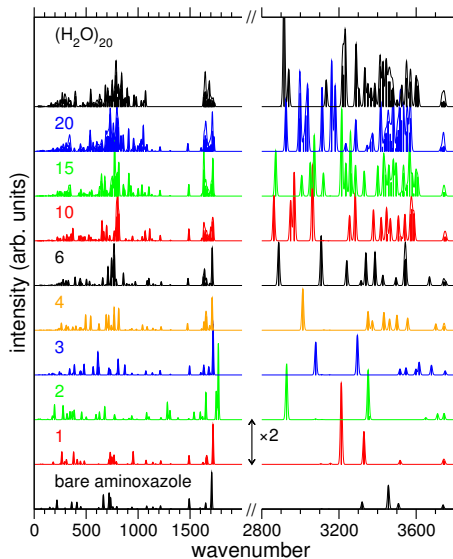 //
(H₂O)₂₀
20
15
10
6
4
3
2
1
×2
bare aminoxazole
intensity (arb. units)
0 500 1000 1500 // 2800 3200 3600
wavenumber wavenumber